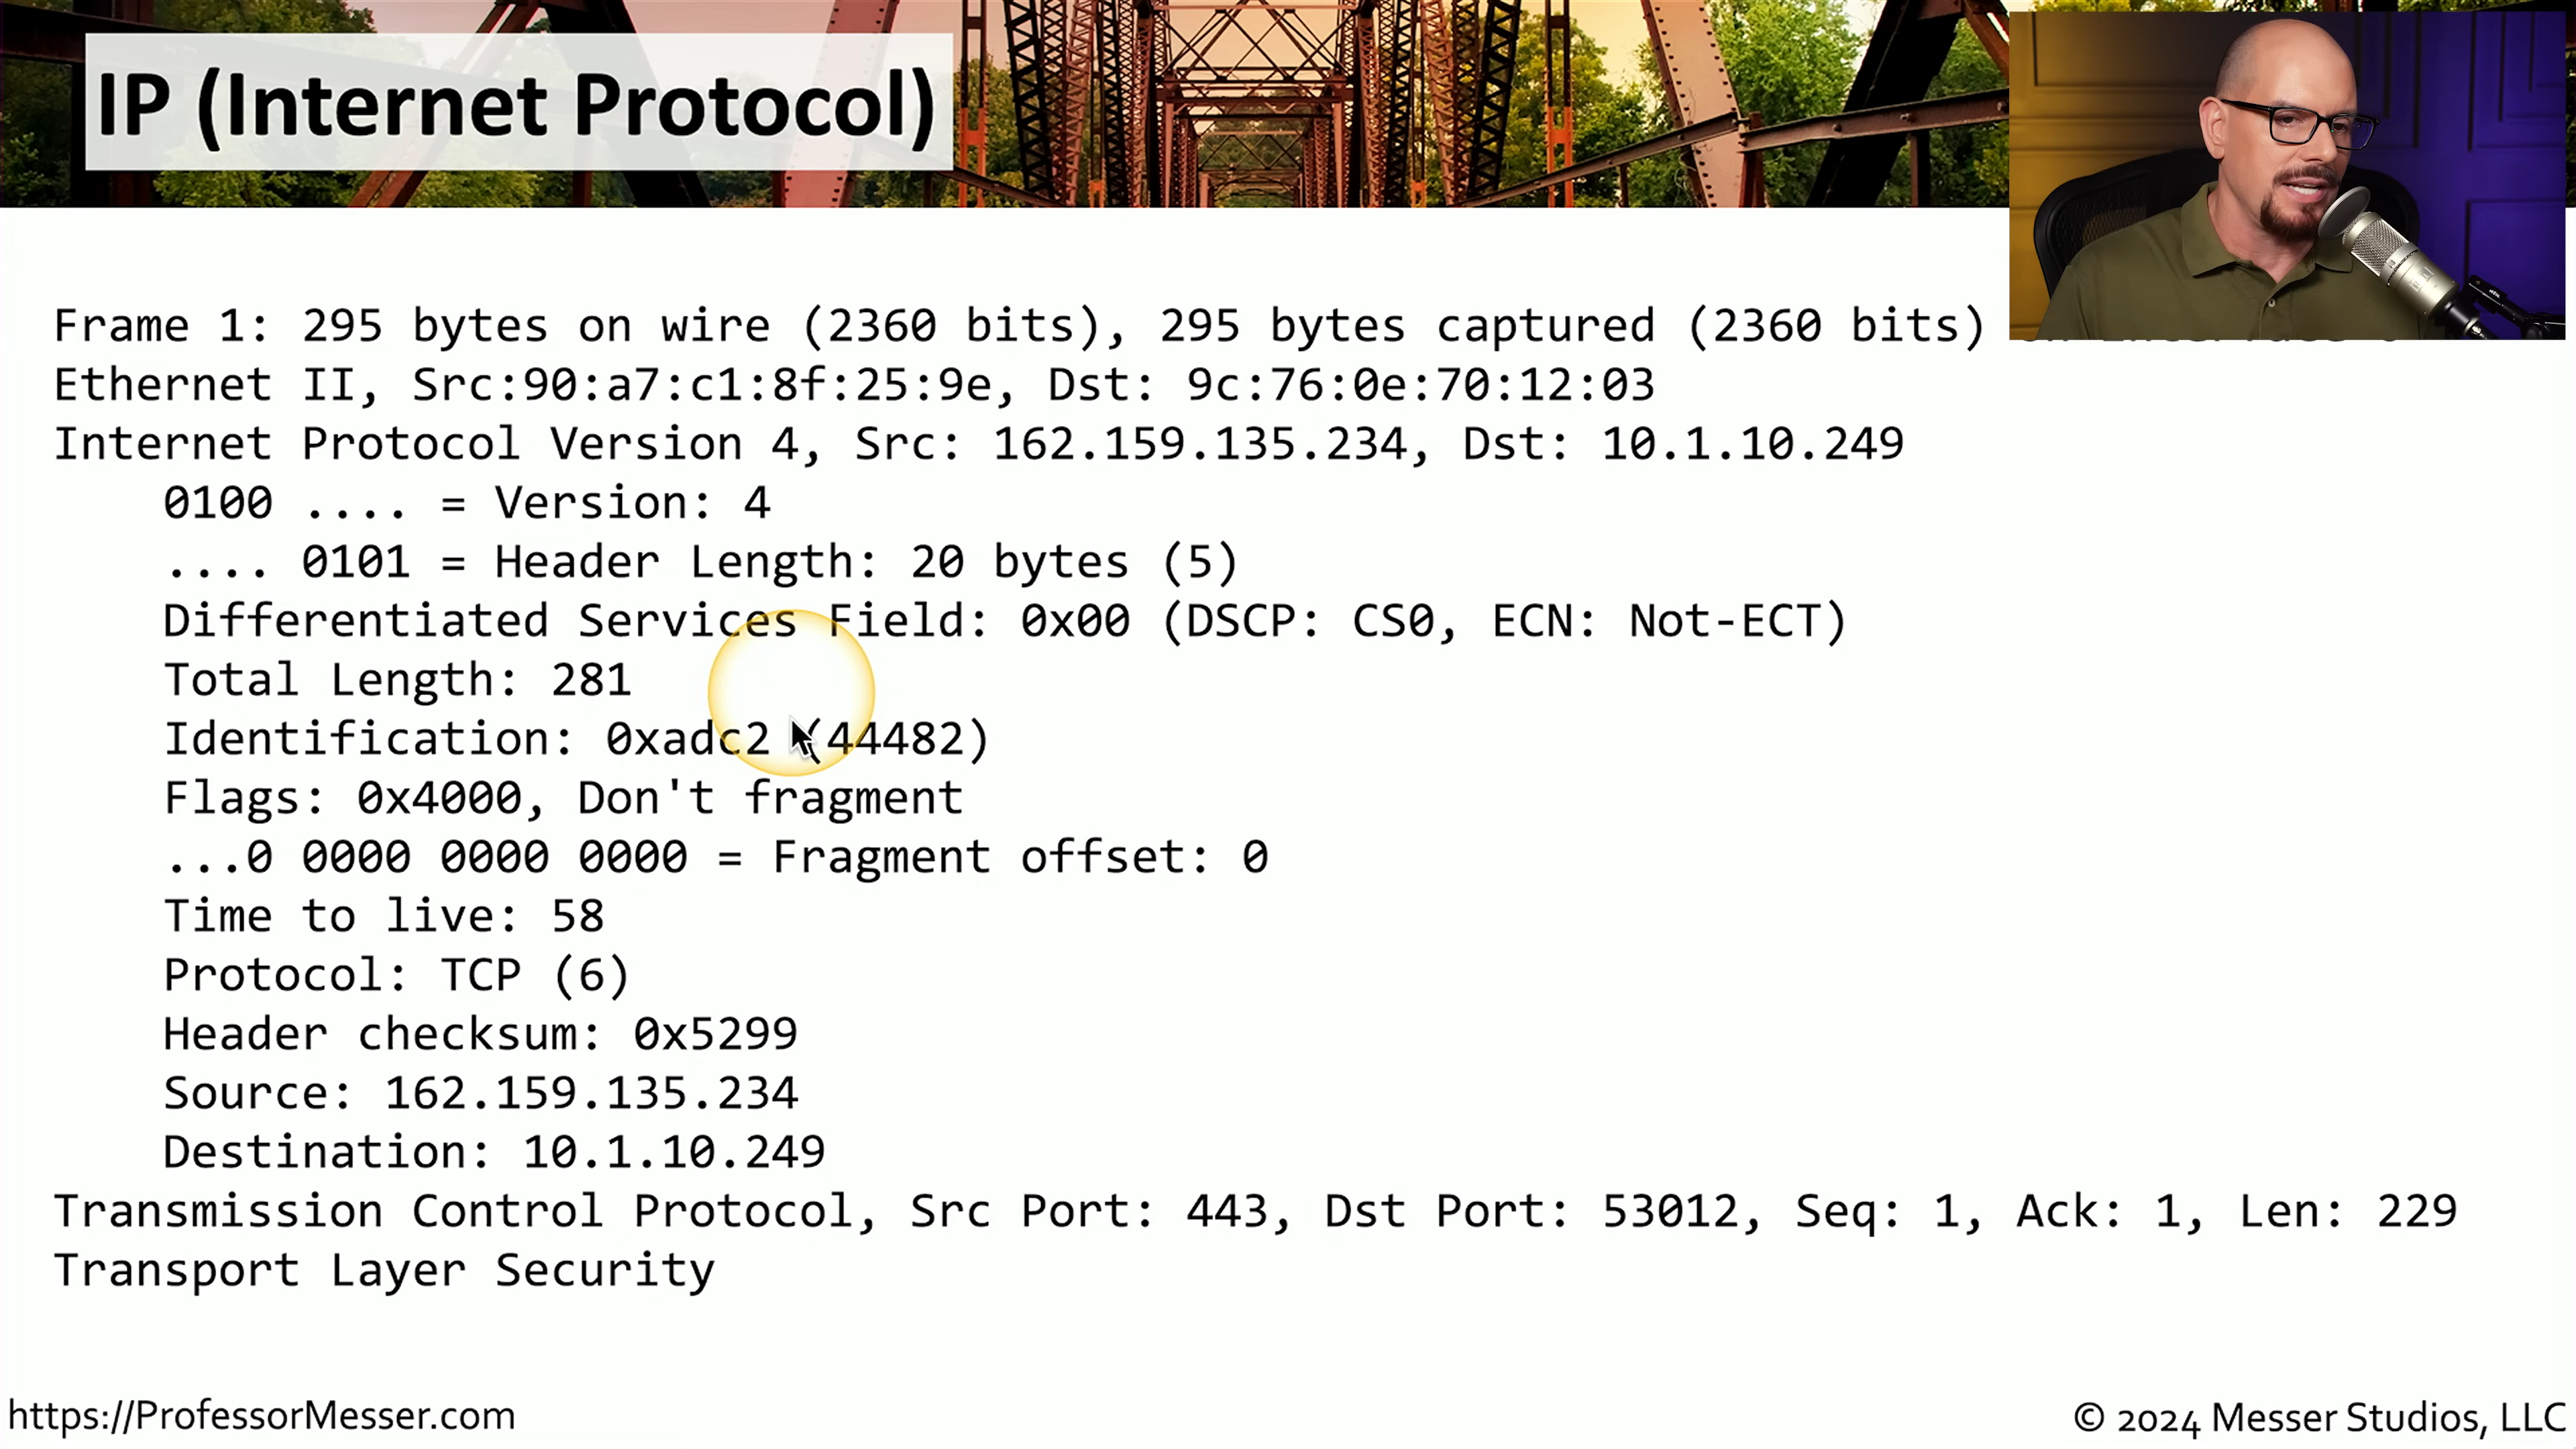 IP (Internet Protocol)
Frame 1: 295 bytes on wire (2360 bits), 295 bytes captured (2360 bits)
Ethernet II, Src:90:a7:c1:8f:25:9e, Dst: 9c:76:0e:70:12:03
Internet Protocol Version 4, Src: 162.159.135.234, Dst: 10.1.10.249
0100 .... = Version: 4
.... 0101 = Header Length: 20 bytes (5)
Differentiated Services Field: 0x00 (DSCP: CS0, ECN: Not-ECT)
Total Length: 281
Identification: 0xadc2 (44482)
Flags: 0x4000, Don't fragment
...0 0000 0000 0000 = Fragment offset: 0
Time to live: 58
Protocol: TCP (6)
Header checksum: 0x5299
Source: 162.159.135.234
Destination: 10.1.10.249
Transmission Control Protocol, Src Port: 443, Dst Port: 53012, Seq: 1, Ack: 1, Len: 229
Transport Layer Security
https://ProfessorMesser.com
© 2024 Messer Studios, LLC